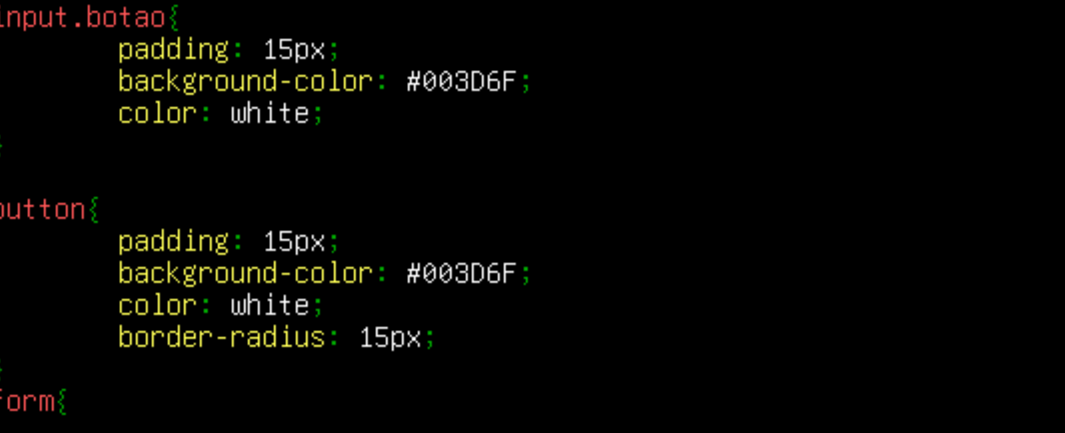 input.botao{
padding: 15px;
background-color: #003D6F;
color: white;
}
button{
padding: 15px;
background-color: #003D6F;
color: white;
border-radius: 15px;
}
form{